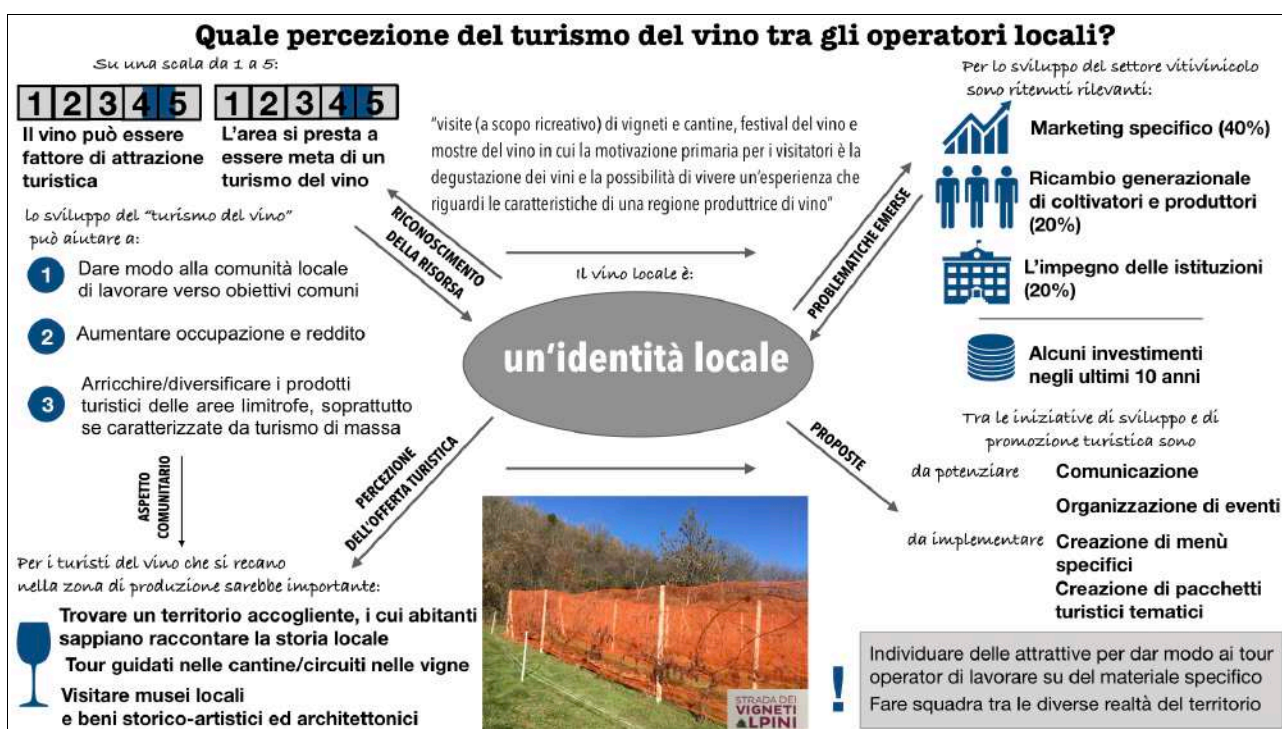 Quale percezione del turismo del vino tra gli operatori locali?
Su una scala da 1 a 5:
1 2 3 4 5
Il vino può essere
fattore di attrazione
turistica
1 2 3 4 5
L'area si presta a
essere meta di un
turismo del vino
lo sviluppo del "turismo del vino"
può aiutare a:
1 Dare modo alla comunità locale
di lavorare verso obiettivi comuni
2 Aumentare occupazione e reddito
3 Arricchire/diversificare i prodotti
turistici delle aree limitrofe, soprattutto
se caratterizzate da turismo di massa
ASPETTO
COMUNITARIO
Per i turisti del vino che si recano
nella zona di produzione sarebbe importante:
Trovare un territorio accogliente, i cui abitanti
sappiano raccontare la storia locale
Tour guidati nelle cantine/circuiti nelle vigne
Visitare musei locali
e beni storico-artistici ed architettonici
"visite (a scopo ricreativo) di vigneti e cantine, festival del vino e
mostre del vino in cui la motivazione primaria per i visitatori è la
degustazione dei vini e la possibilità di vivere un'esperienza che
riguardi le caratteristiche di una regione produttrice di vino"
RICONOSCIMENTO
DELLA RISORSA
Il vino locale è:
un'identità locale
PERCEZIONE
DELL'OFFERTA TURISTICA
STRADA DEI
VIGNETI
ALPINI
PROBLEMATICHE EMERSE
PROPOSTE
Per lo sviluppo del settore vitivinicolo
sono ritenuti rilevanti:
Marketing specifico (40%)
Ricambio generazionale
di coltivatori e produttori
(20%)
L'impegno delle istituzioni
(20%)
Alcuni investimenti
negli ultimi 10 anni
Tra le iniziative di sviluppo e di
promozione turistica sono
da potenziare Comunicazione
Organizzazione di eventi
da implementare Creazione di menù
specifici
Creazione di pacchetti
turistici tematici
! Individuare delle attrattive per dar modo ai tour
operator di lavorare su del materiale specifico
Fare squadra tra le diverse realtà del territorio